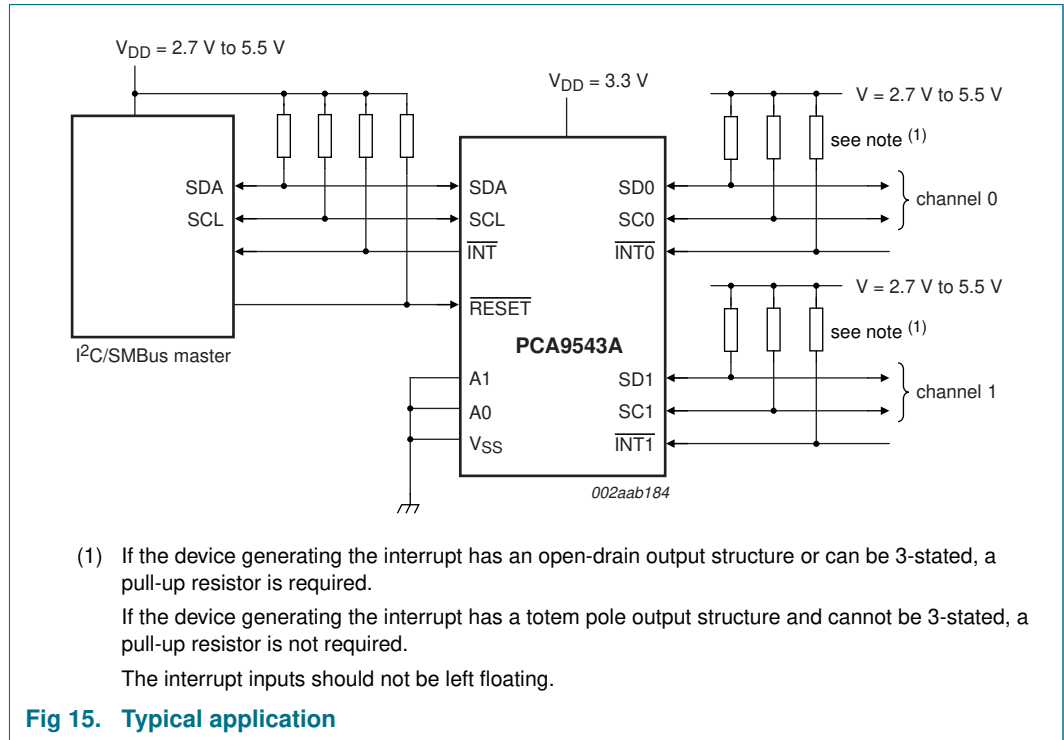 VDD = 2.7 V to 5.5 V
VDD = 3.3 V
V = 2.7 V to 5.5 V
see note (1)
SDA
SCL
SDA
SCL
INT
RESET
SD0
SC0
INT0
channel 0
V = 2.7 V to 5.5 V
see note (1)
I2C/SMBus master
PCA9543A
A1
A0
VSS
SD1
SC1
INT1
channel 1
002aab184
(1) If the device generating the interrupt has an open-drain output structure or can be 3-stated, a
pull-up resistor is required.
If the device generating the interrupt has a totem pole output structure and cannot be 3-stated, a
pull-up resistor is not required.
The interrupt inputs should not be left floating.
Fig 15. Typical application